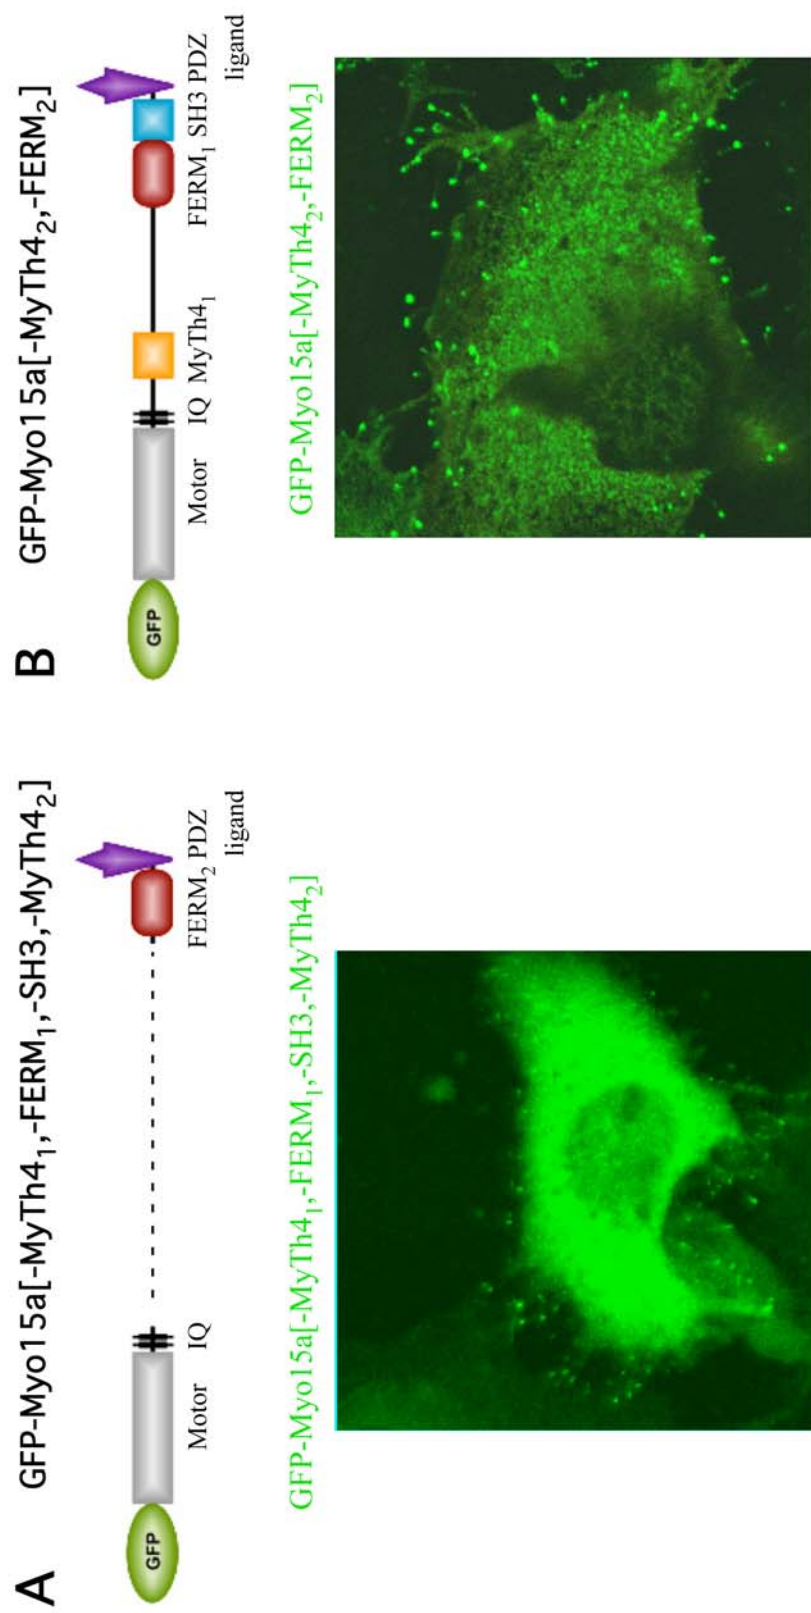 A
GFP-Myo15a[-MyTh4₁,-FERM₁,-SH3,-MyTh4₂]
GFP
Motor IQ FERM₂ PDZ
ligand
GFP-Myo15a[-MyTh4₁,-FERM₁,-SH3,-MyTh4₂]
B
GFP-Myo15a[-MyTh4₂,-FERM₂]
GFP
Motor IQ MyTh4₁ FERM₁ SH3 PDZ
ligand
GFP-Myo15a[-MyTh4₂,-FERM₂]